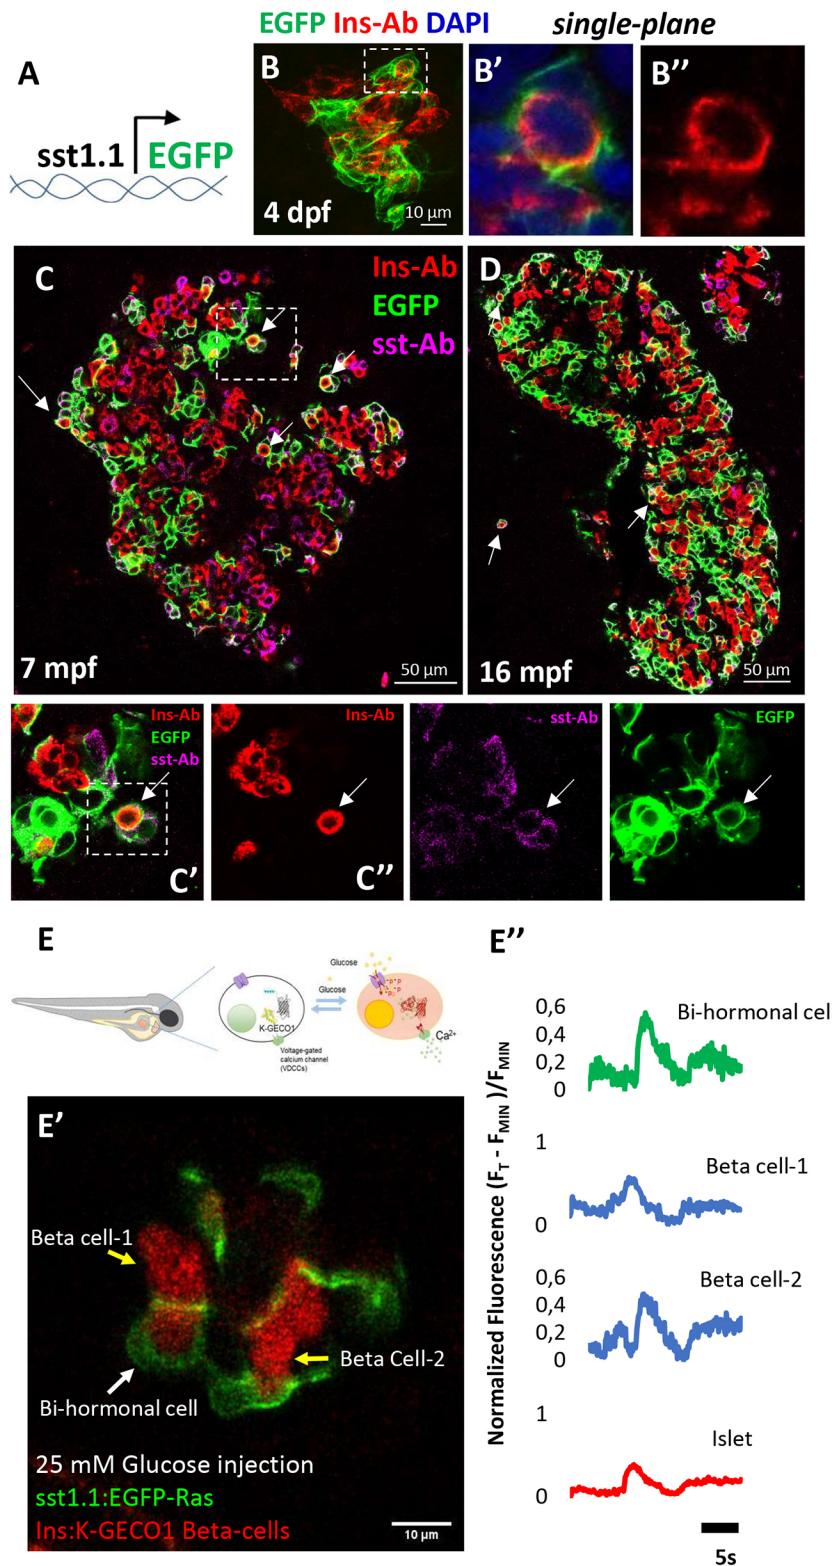 EGFP Ins-Ab DAPI
single-plane
A
sst1.1
EGFP
B
4 dpf
10 µm
B'
B''
C
Ins-Ab
EGFP
sst-Ab
7 mpf
50 µm
D
16 mpf
50 µm
Ins-Ab
EGFP
sst-Ab
C'
Ins-Ab
C''
sst-Ab
EGFP
E
Glucose
Glucose
K-GECO1
Voltage-gated
calcium channel
(VDCCs)
Ca2+
E'
Beta cell-1
Beta Cell-2
Bi-hormonal cell
25 mM Glucose injection
sst1.1:EGFP-Ras
Ins:K-GECO1 Beta-cells
10 µm
E''
Normalized Fluorescence (FT - FMIN )/FMIN
0,6
0,4
0,2
0
Bi-hormonal cel
1
0
Beta cell-1
0,6
0,4
0,2
0
Beta cell-2
1
0
Islet
5s